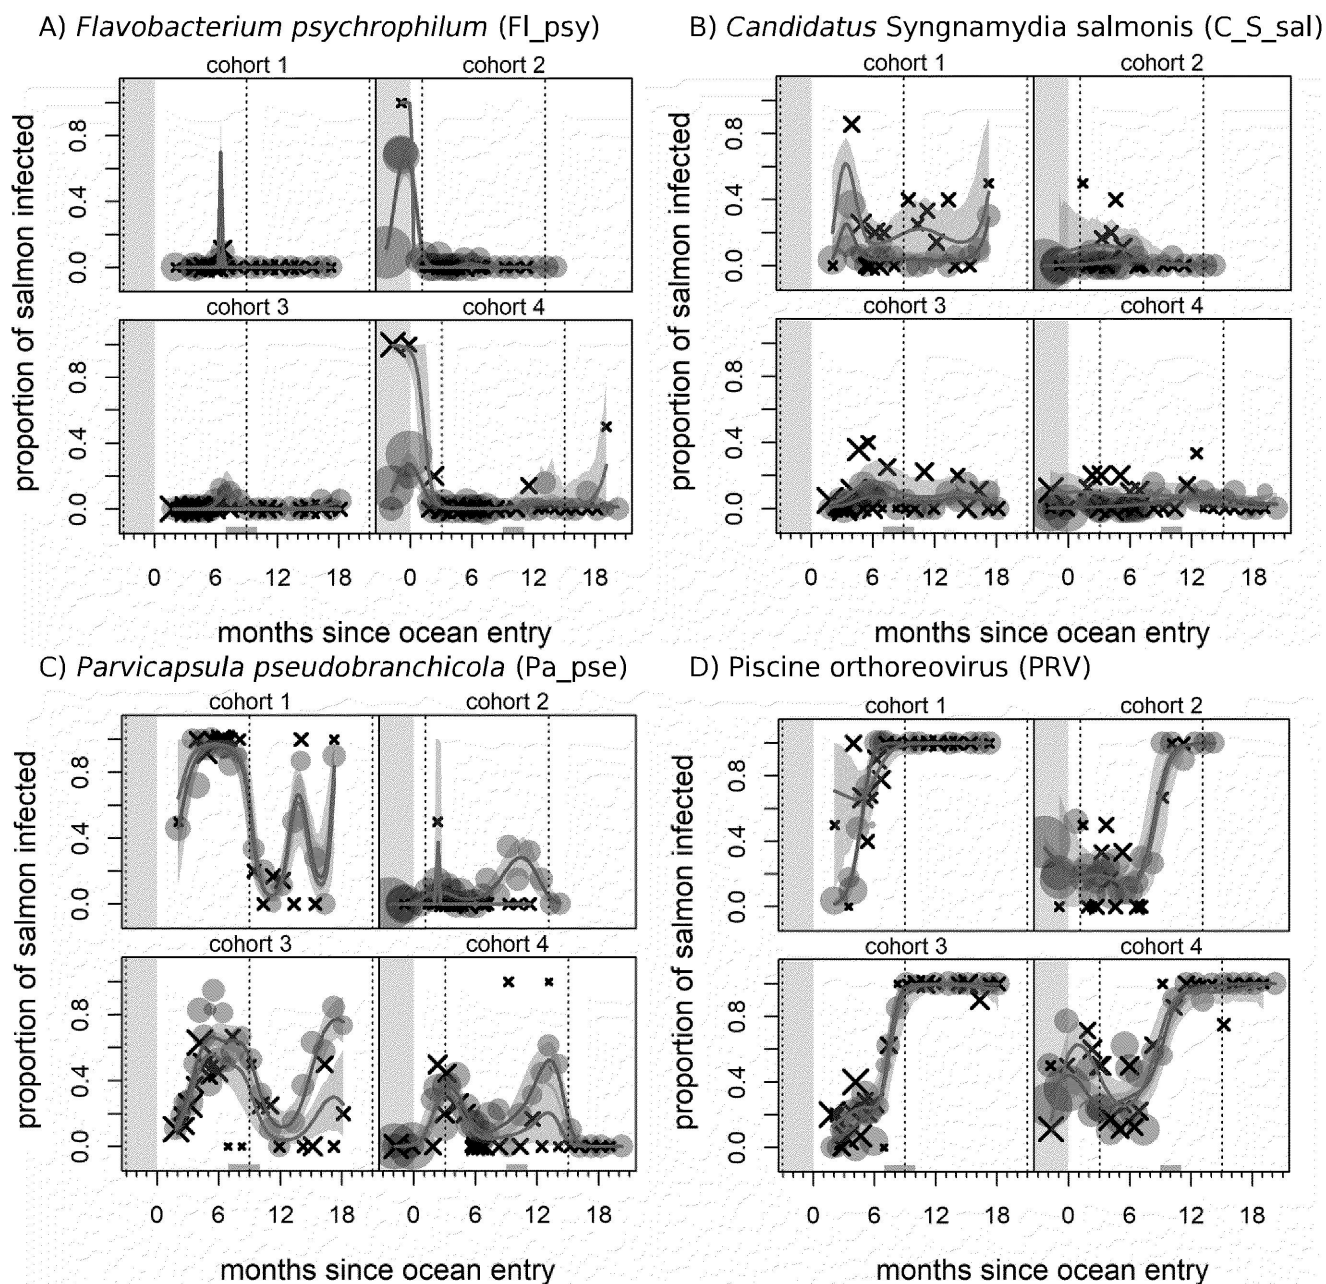 A) Flavobacterium psychrophilum (Fl_psy)
cohort 1
cohort 2
cohort 3
cohort 4
proportion of salmon infected
0.0 0.4 0.8
0.0 0.4 0.8
0 6 12 18
0 6 12 18
months since ocean entry
B) Candidatus Syngnamydia salmonis (C_S_sal)
cohort 1
cohort 2
cohort 3
cohort 4
proportion of salmon infected
0.0 0.4 0.8
0.0 0.4 0.8
0 6 12 18
0 6 12 18
months since ocean entry
C) Parvicapsula pseudobranchicola (Pa_pse)
cohort 1
cohort 2
cohort 3
cohort 4
proportion of salmon infected
0.0 0.4 0.8
0.0 0.4 0.8
0 6 12 18
0 6 12 18
months since ocean entry
D) Piscine orthoreovirus (PRV)
cohort 1
cohort 2
cohort 3
cohort 4
proportion of salmon infected
0.0 0.4 0.8
0.0 0.4 0.8
0 6 12 18
0 6 12 18
months since ocean entry